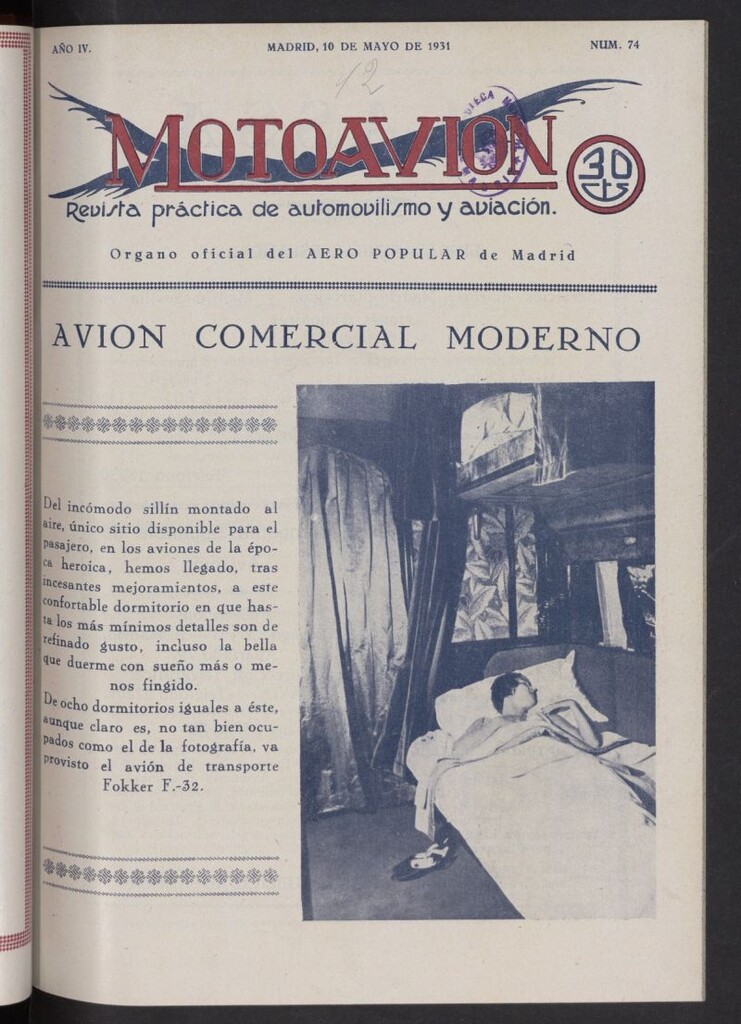 AÑO IV.
MADRID, 10 DE MAYO DE 1931
NUM. 74
12
MOTOAVION
30
cts
Revista práctica de automovilismo y aviación.
Organo oficial del AERO POPULAR de Madrid
AVION COMERCIAL MODERNO
Del incómodo sillín montado al
aire, único sitio disponible para el
pasajero, en los aviones de la épo-
ca heroica, hemos llegado, tras
incesantes mejoramientos, a este
confortable dormitorio en que has-
ta los más mínimos detalles son de
refinado gusto, incluso la bella
que duerme con sueño más o me-
nos fingido.
De ocho dormitorios iguales a éste,
aunque claro es, no tan bien ocu-
pados como el de la fotografía, va
provisto el avión de transporte
Fokker F.-32.